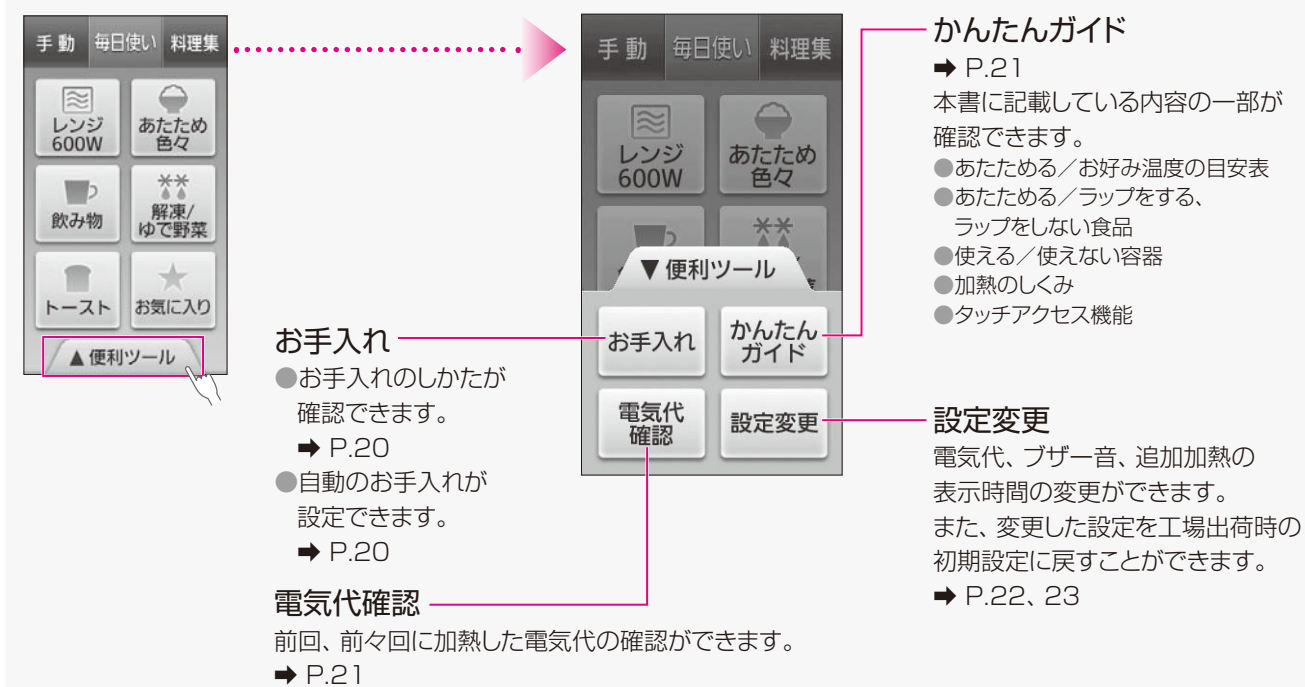 手動 毎日使い 料理集
レンジ
600W
あたため
色々
飲み物
解凍/
ゆで野菜
トースト
お気に入り
▲便利ツール
手動 毎日使い 料理集
レンジ
600W
あたため
色々
▼便利ツール
お手入れ
かんたん
ガイド
電気代
確認
設定変更
お手入れ
●お手入れのしかたが
確認できます。
➡ P.20
●自動のお手入れが
設定できます。
➡ P.20
電気代確認
前回、前々回に加熱した電気代の確認ができます。
➡ P.21
かんたんガイド
➡ P.21
本書に記載している内容の一部が
確認できます。
●あたためる/お好み温度の目安表
●あたためる/ラップをする、
ラップをしない食品
●使える/使えない容器
●加熱のしくみ
●タッチアクセス機能
設定変更
電気代、ブザー音、追加加熱の
表示時間の変更ができます。
また、変更した設定を工場出荷時の
初期設定に戻すことができます。
➡ P.22、23